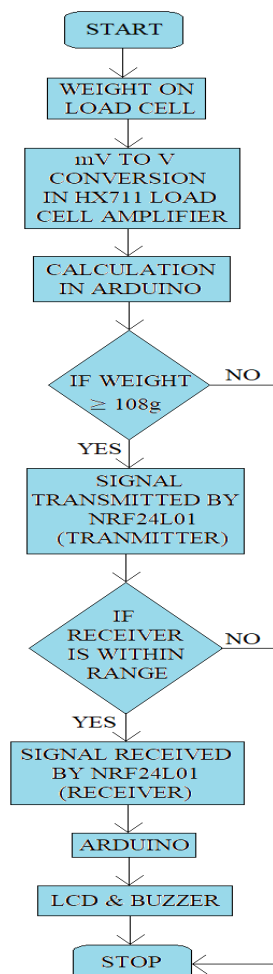 START
WEIGHT ON
LOAD CELL
mV TO V
CONVERSION
IN HX711 LOAD
CELL AMPLIFIER
CALCULATION
IN ARDUINO
IF WEIGHT
≥ 108g
NO
YES
SIGNAL
TRANSMITTED BY
NRF24L01
(TRANMITTER)
IF
RECEIVER
IS WITHIN
RANGE
NO
YES
SIGNAL RECEIVED
BY NRF24L01
(RECEIVER)
ARDUINO
LCD & BUZZER
STOP